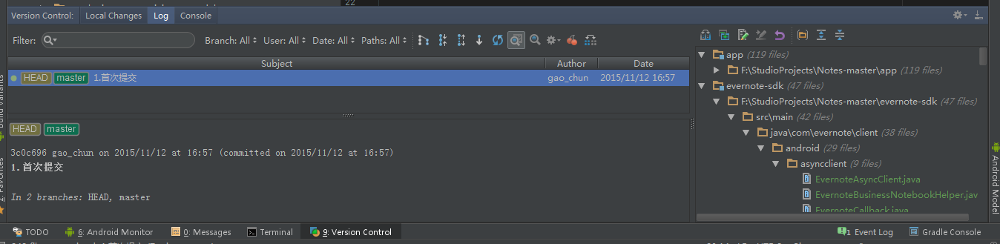 22
Version Control: Local Changes Log Console
Filter: Branch: All User: All Date: All Paths: All
Subject Author Date
HEAD master 1.首次提交 gao_chun 2015/11/12 16:57
HEAD master
3c0c696 gao_chun on 2015/11/12 at 16:57 (committed on 2015/11/12 at 16:57)
1.首次提交
In 2 branches: HEAD, master
app (119 files)
F:\StudioProjects\Notes-master\app (119 files)
evernote-sdk (47 files)
F:\StudioProjects\Notes-master\evernote-sdk (47 files)
src\main (42 files)
java\com\evernote\client (38 files)
android (29 files)
asyncclient (9 files)
EvernoteAsyncClient.java
EvernoteBusinessNotebookHelper.jav
EvernoteCallback.java
Build Variants
2: Favorites
Android Model
TODO 6: Android Monitor 0: Messages Terminal 9: Version Control 1 Event Log Gradle Console